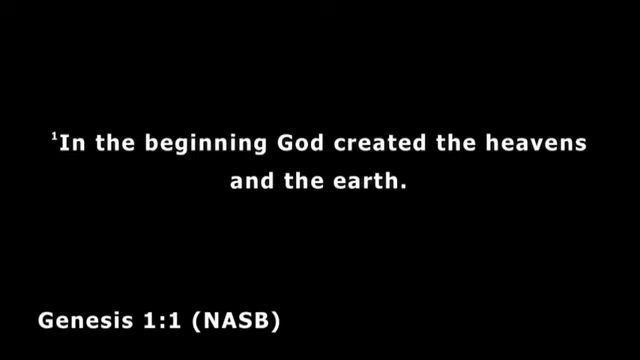 ¹In the beginning God created the heavens
and the earth.
Genesis 1:1 (NASB)